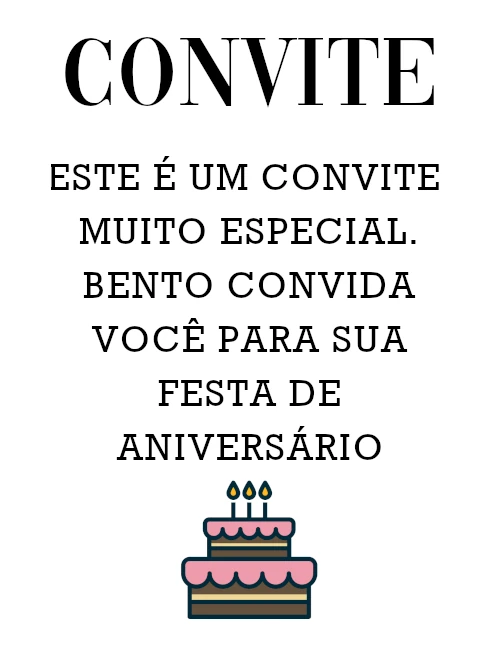 CONVITE
ESTE É UM CONVITE
MUITO ESPECIAL.
BENTO CONVIDA
VOCÊ PARA SUA
FESTA DE
ANIVERSÁRIO